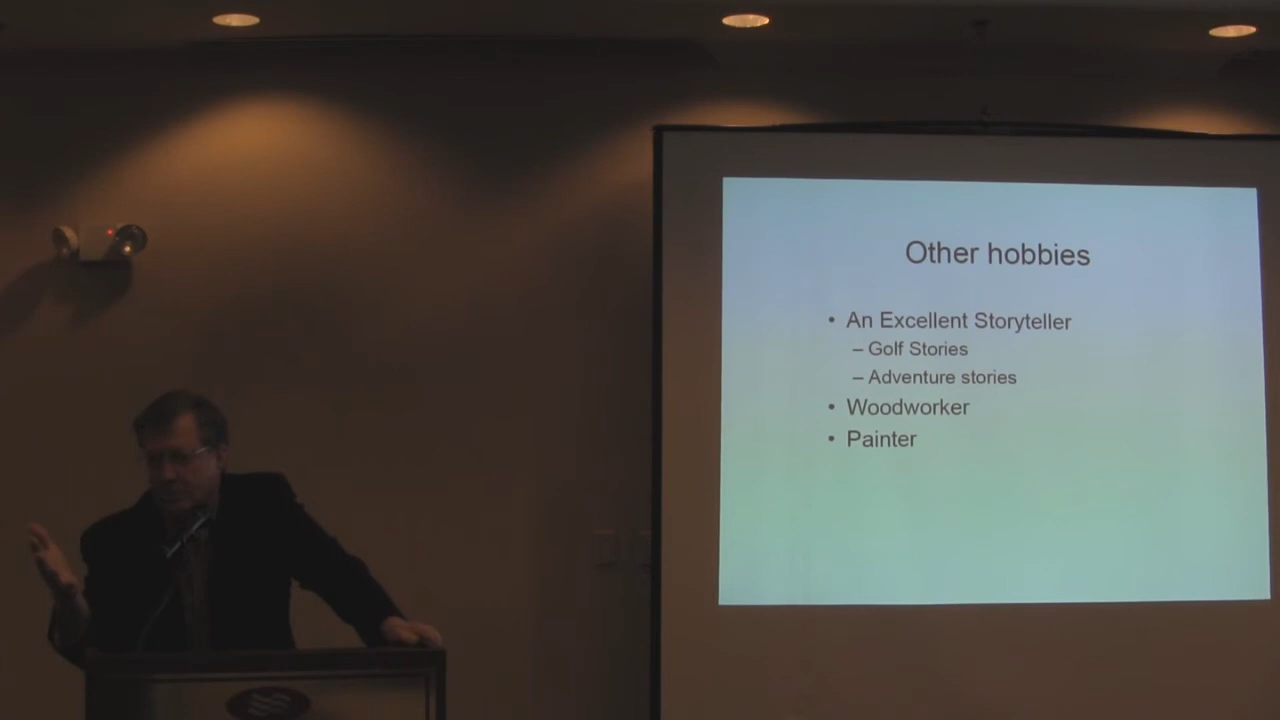 Other hobbies
• An Excellent Storyteller
– Golf Stories
– Adventure stories
• Woodworker
• Painter